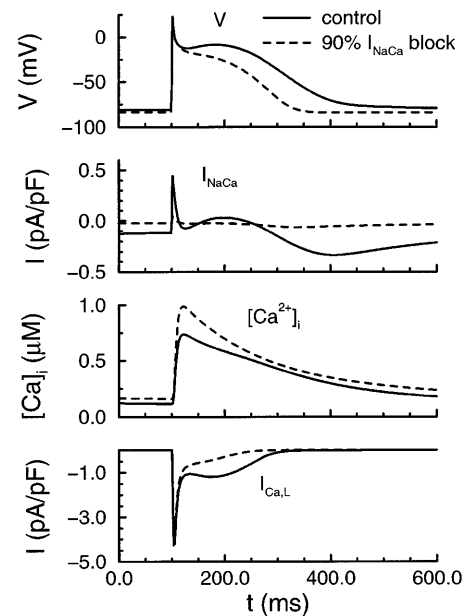 V
control
90% I_NaCa block
0
−50
−100
V (mV)
I_NaCa
0.5
0.0
−0.5
I (pA/pF)
[Ca²⁺]ᵢ
1.0
0.5
0.0
[Ca]ᵢ (μM)
I_Ca,L
−1.0
−3.0
−5.0
I (pA/pF)
0.0 200.0 400.0 600.0
t (ms)